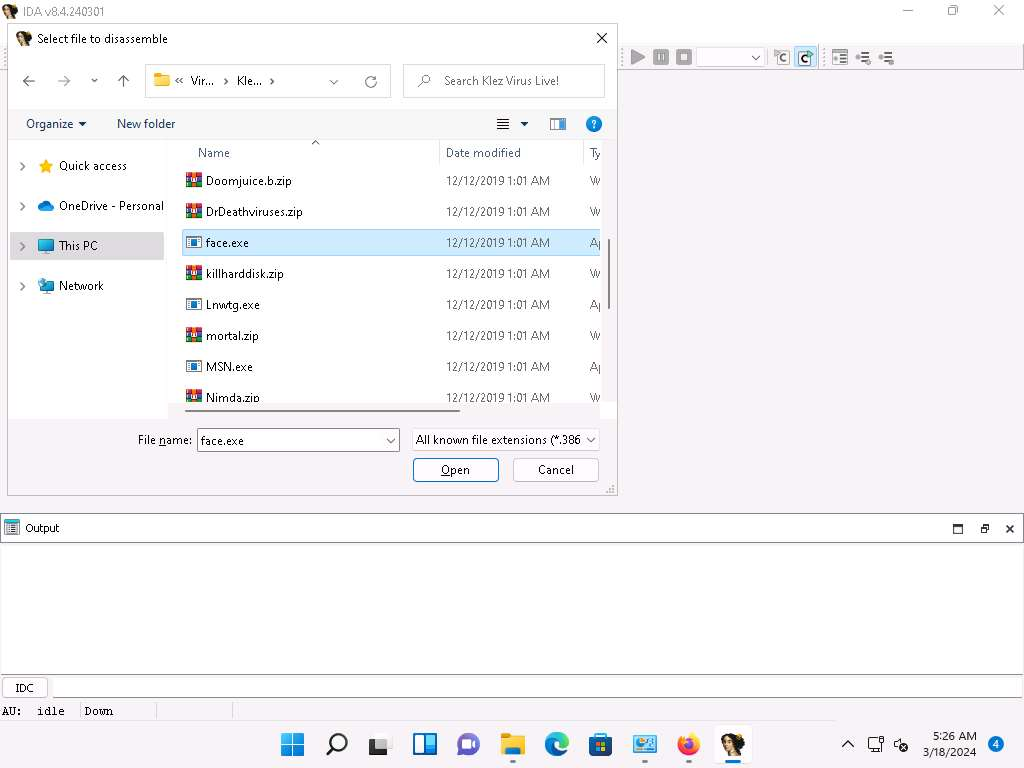 IDA v8.4.240301
Select file to disassemble
« Vir... › Kle... ›
Search Klez Virus Live!
Organize
New folder
Name
Date modified
Ty
Quick access
OneDrive - Personal
This PC
Network
Doomjuice.b.zip 12/12/2019 1:01 AM W
DrDeathviruses.zip 12/12/2019 1:01 AM W
face.exe 12/12/2019 1:01 AM Ap
killharddisk.zip 12/12/2019 1:01 AM W
Lnwtg.exe 12/12/2019 1:01 AM Ap
mortal.zip 12/12/2019 1:01 AM W
MSN.exe 12/12/2019 1:01 AM Ap
Nimda.zip 12/12/2019 1:01 AM W
File name: face.exe All known file extensions (*.386
Open Cancel
Output
IDC
AU: idle Down
5:26 AM
3/18/2024
4